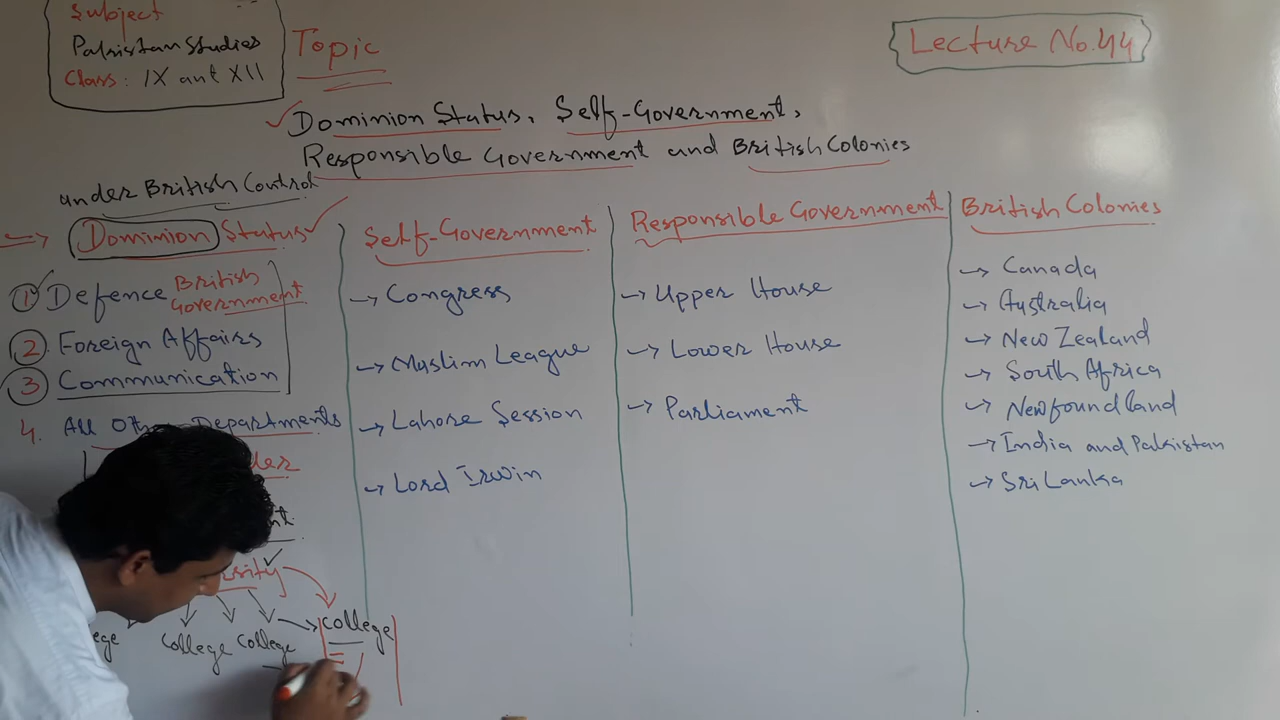 Subject
Pakistan Studies
Class: IX ant XII
Topic
Lecture No.44
Dominion Status, Self-Government,
Responsible Government and British Colonies
under British Control
Dominion Status
1 Defence British Government
2 Foreign Affairs
3 Communication
4. All Other Departments
Self-Government
→ Congress
→ Muslim League
→ Lahore Session
→ Lord Irwin
Responsible Government
→ Upper House
→ Lower House
→ Parliament
British Colonies
→ Canada
→ Australia
→ New Zealand
→ South Africa
→ Newfoundland
→ India and Pakistan
→ Sri Lanka
College College College